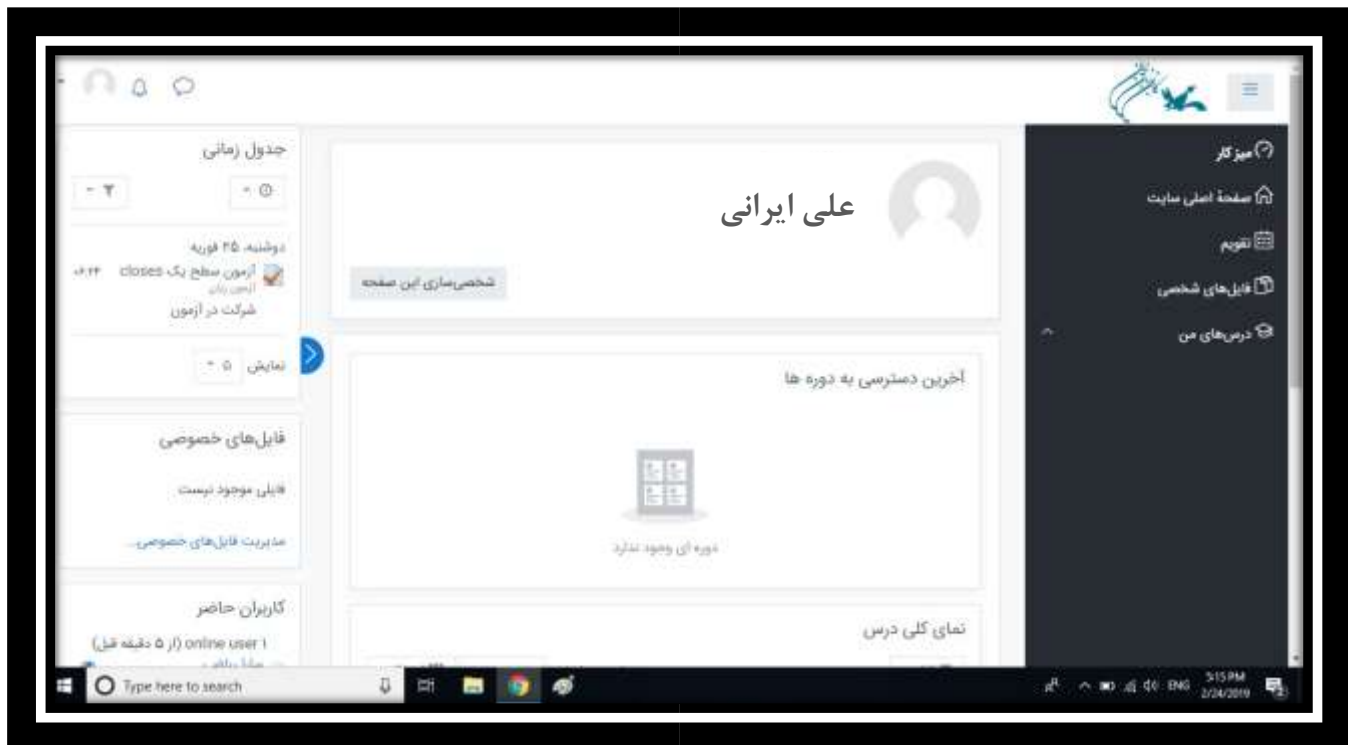 میز کار
صفحهٔ اصلی سایت
تقویم
فایل‌های شخصی
درس‌های من
علی ایرانی
شخصی‌سازی این صفحه
آخرین دسترسی به دوره ها
دوره ای وجود ندارد
نمای کلی درس
جدول زمانی
دوشنبه، ۲۵ فوریه
آزمون سطح یک closes
آزمون زبان
شرکت در آزمون
نمایش ۵
فایل‌های خصوصی
فایلی موجود نیست
مدیریت فایل‌های خصوصی...
کاربران حاضر
۱ online user (از ۵ دقیقه قبل)
Type here to search
ENG
5:15 PM
2/24/2019